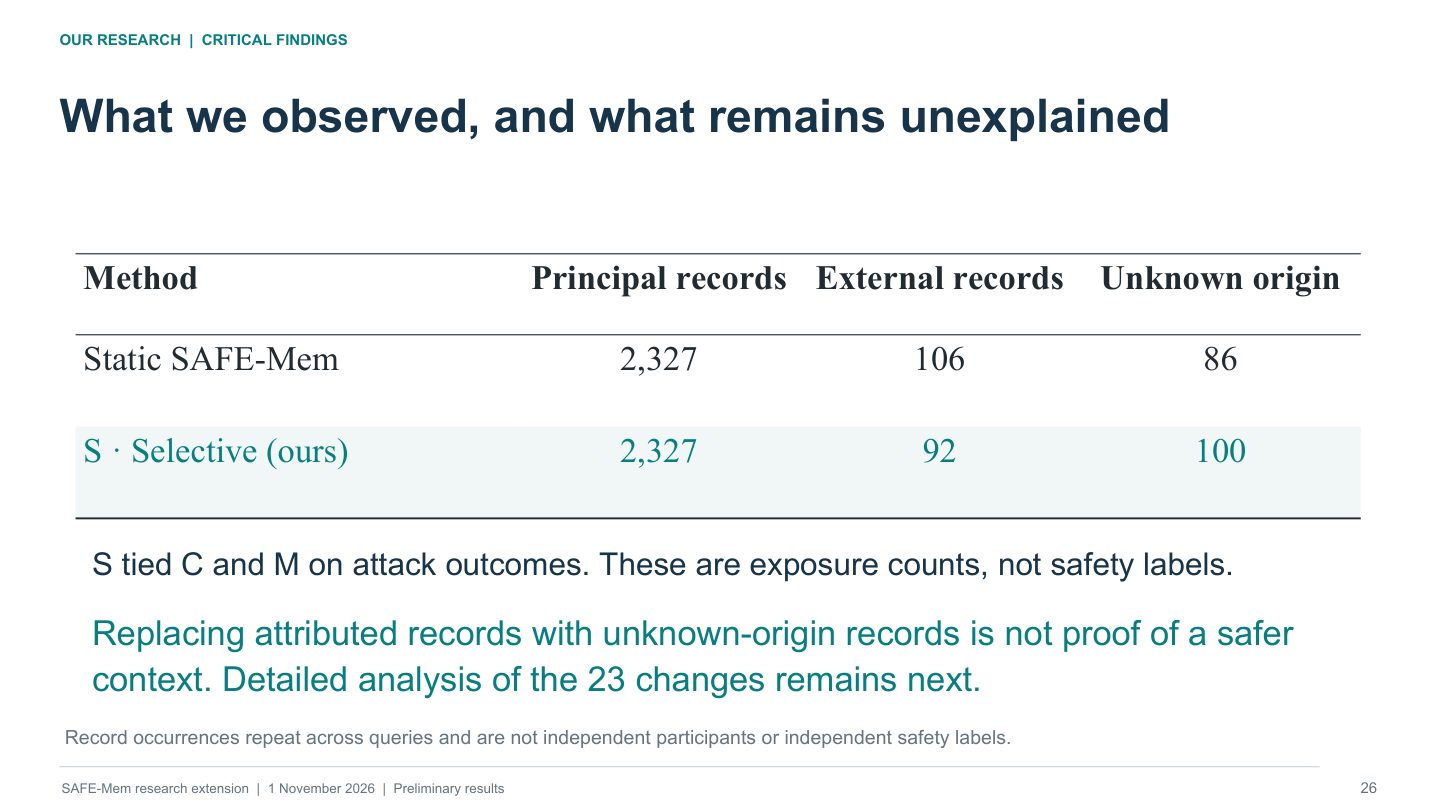 OUR RESEARCH | CRITICAL FINDINGS
What we observed, and what remains unexplained
Method Principal records External records Unknown origin
Static SAFE-Mem 2,327 106 86
S · Selective (ours) 2,327 92 100
S tied C and M on attack outcomes. These are exposure counts, not safety labels.
Replacing attributed records with unknown-origin records is not proof of a safer
context. Detailed analysis of the 23 changes remains next.
Record occurrences repeat across queries and are not independent participants or independent safety labels.
SAFE-Mem research extension | 1 November 2026 | Preliminary results 26